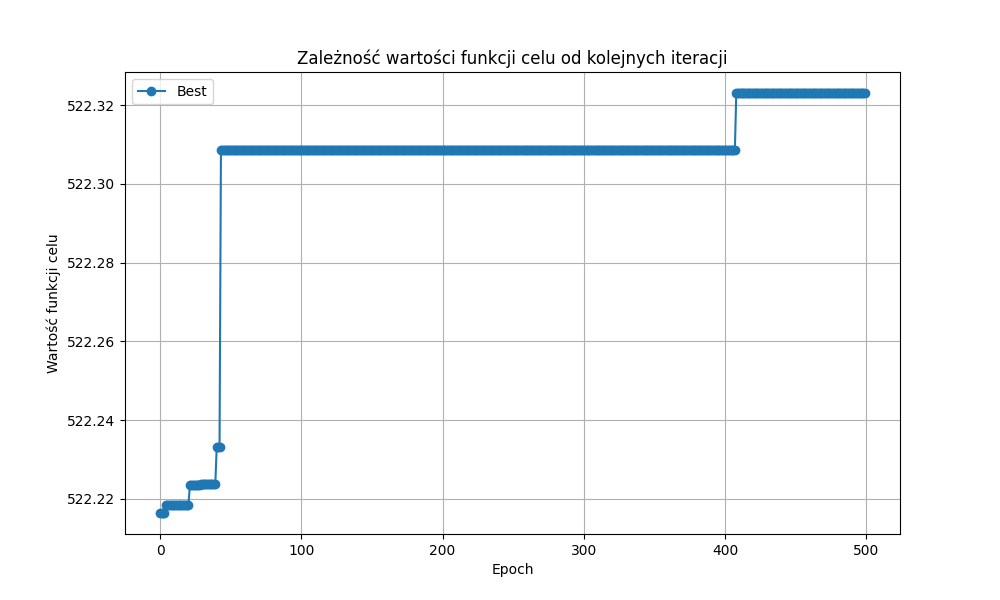 Zależność wartości funkcji celu od kolejnych iteracji
Best
Wartość funkcji celu
522.32
522.30
522.28
522.26
522.24
522.22
0 100 200 300 400 500
Epoch